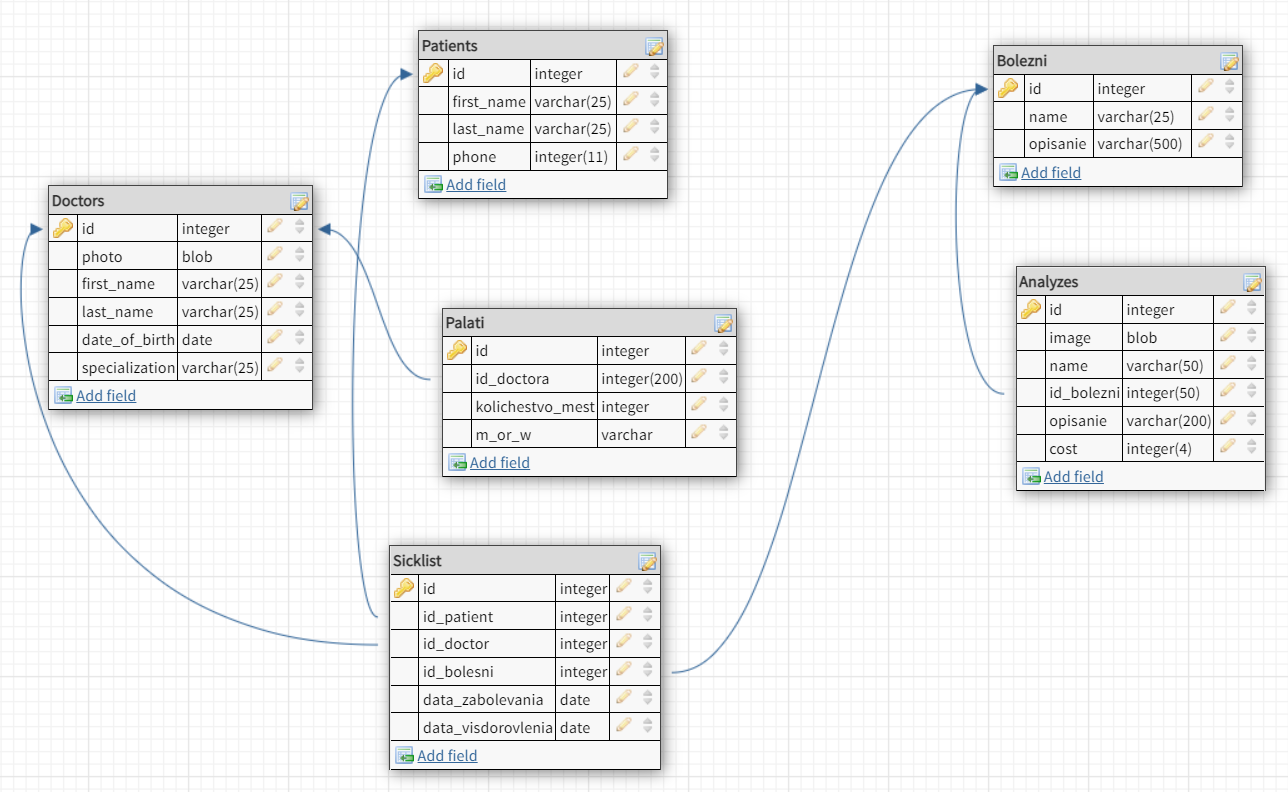 Patients
id integer
first_name varchar(25)
last_name varchar(25)
phone integer(11)
Add field
Bolezni
id integer
name varchar(25)
opisanie varchar(500)
Add field
Doctors
id integer
photo blob
first_name varchar(25)
last_name varchar(25)
date_of_birth date
specialization varchar(25)
Add field
Palati
id integer
id_doctora integer(200)
kolichestvo_mest integer
m_or_w varchar
Add field
Analyzes
id integer
image blob
name varchar(50)
id_bolezni integer(50)
opisanie varchar(200)
cost integer(4)
Add field
Sicklist
id integer
id_patient integer
id_doctor integer
id_bolesni integer
data_zabolevania date
data_visdorovlenia date
Add field